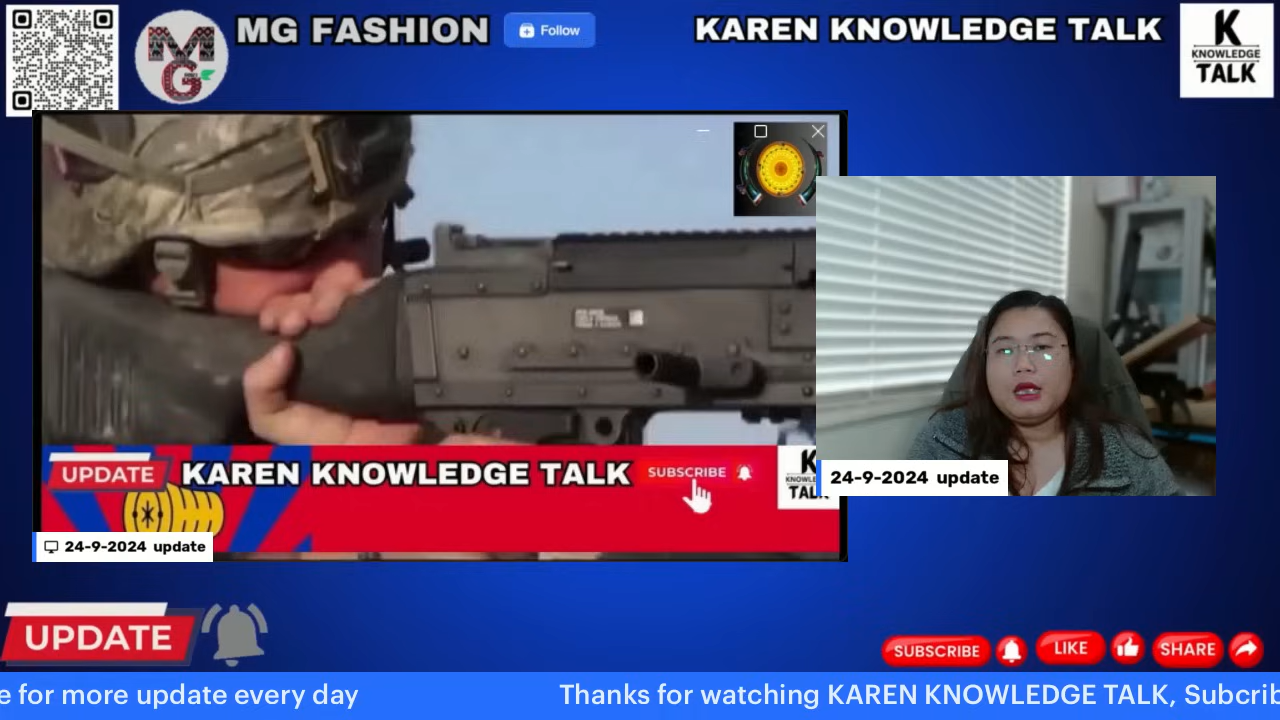 MG FASHION
Follow
KAREN KNOWLEDGE TALK
K
KNOWLEDGE
TALK
MG
UPDATE
KAREN KNOWLEDGE TALK
SUBSCRIBE
24-9-2024 update
24-9-2024 update
UPDATE
SUBSCRIBE
LIKE
SHARE
e for more update every day
Thanks for watching KAREN KNOWLEDGE TALK, Subcrib